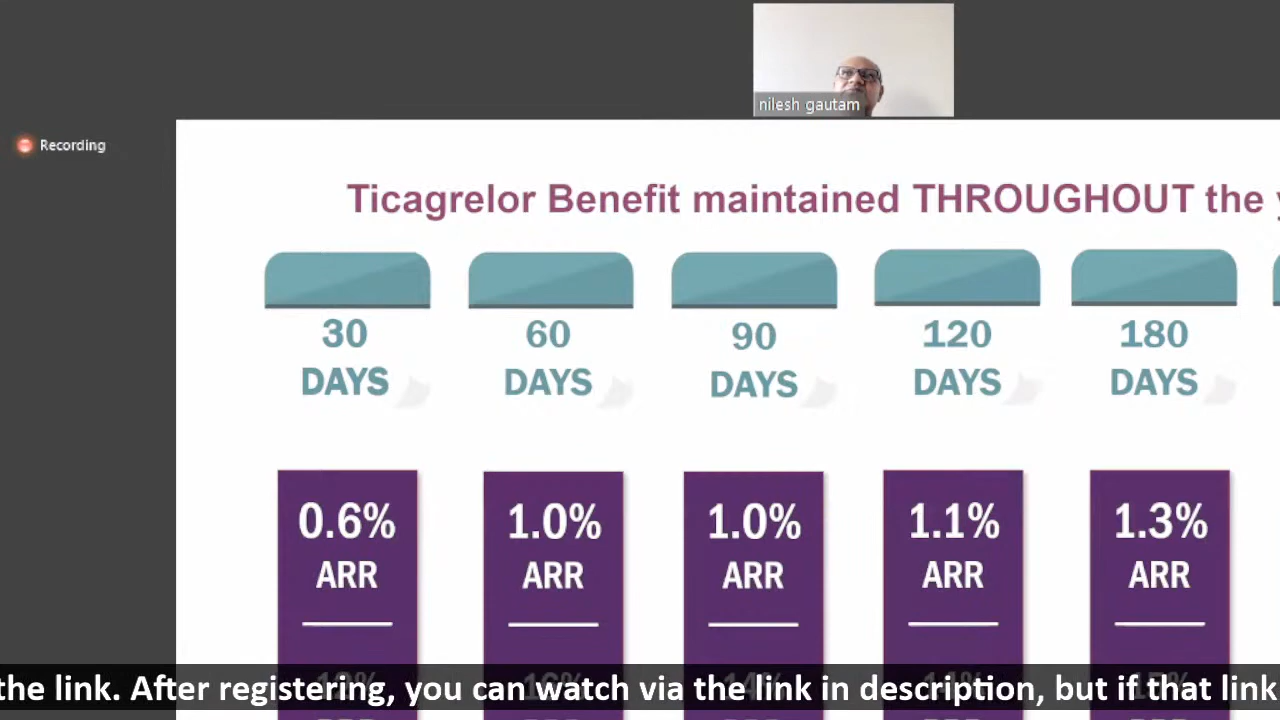 nilesh gautam
Recording
Ticagrelor Benefit maintained THROUGHOUT the
30 60 90 120 180
DAYS DAYS DAYS DAYS DAYS
0.6% 1.0% 1.0% 1.1% 1.3%
ARR ARR ARR ARR ARR
the link. After registering, you can watch via the link in description, but if that link